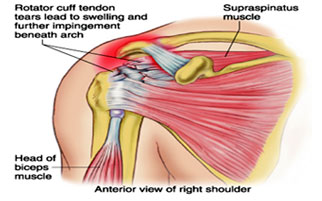 Rotator cuff tendon
tears lead to swelling and
further impingement
beneath arch
Supraspinatus
muscle
Head of
biceps
muscle
Anterior view of right shoulder